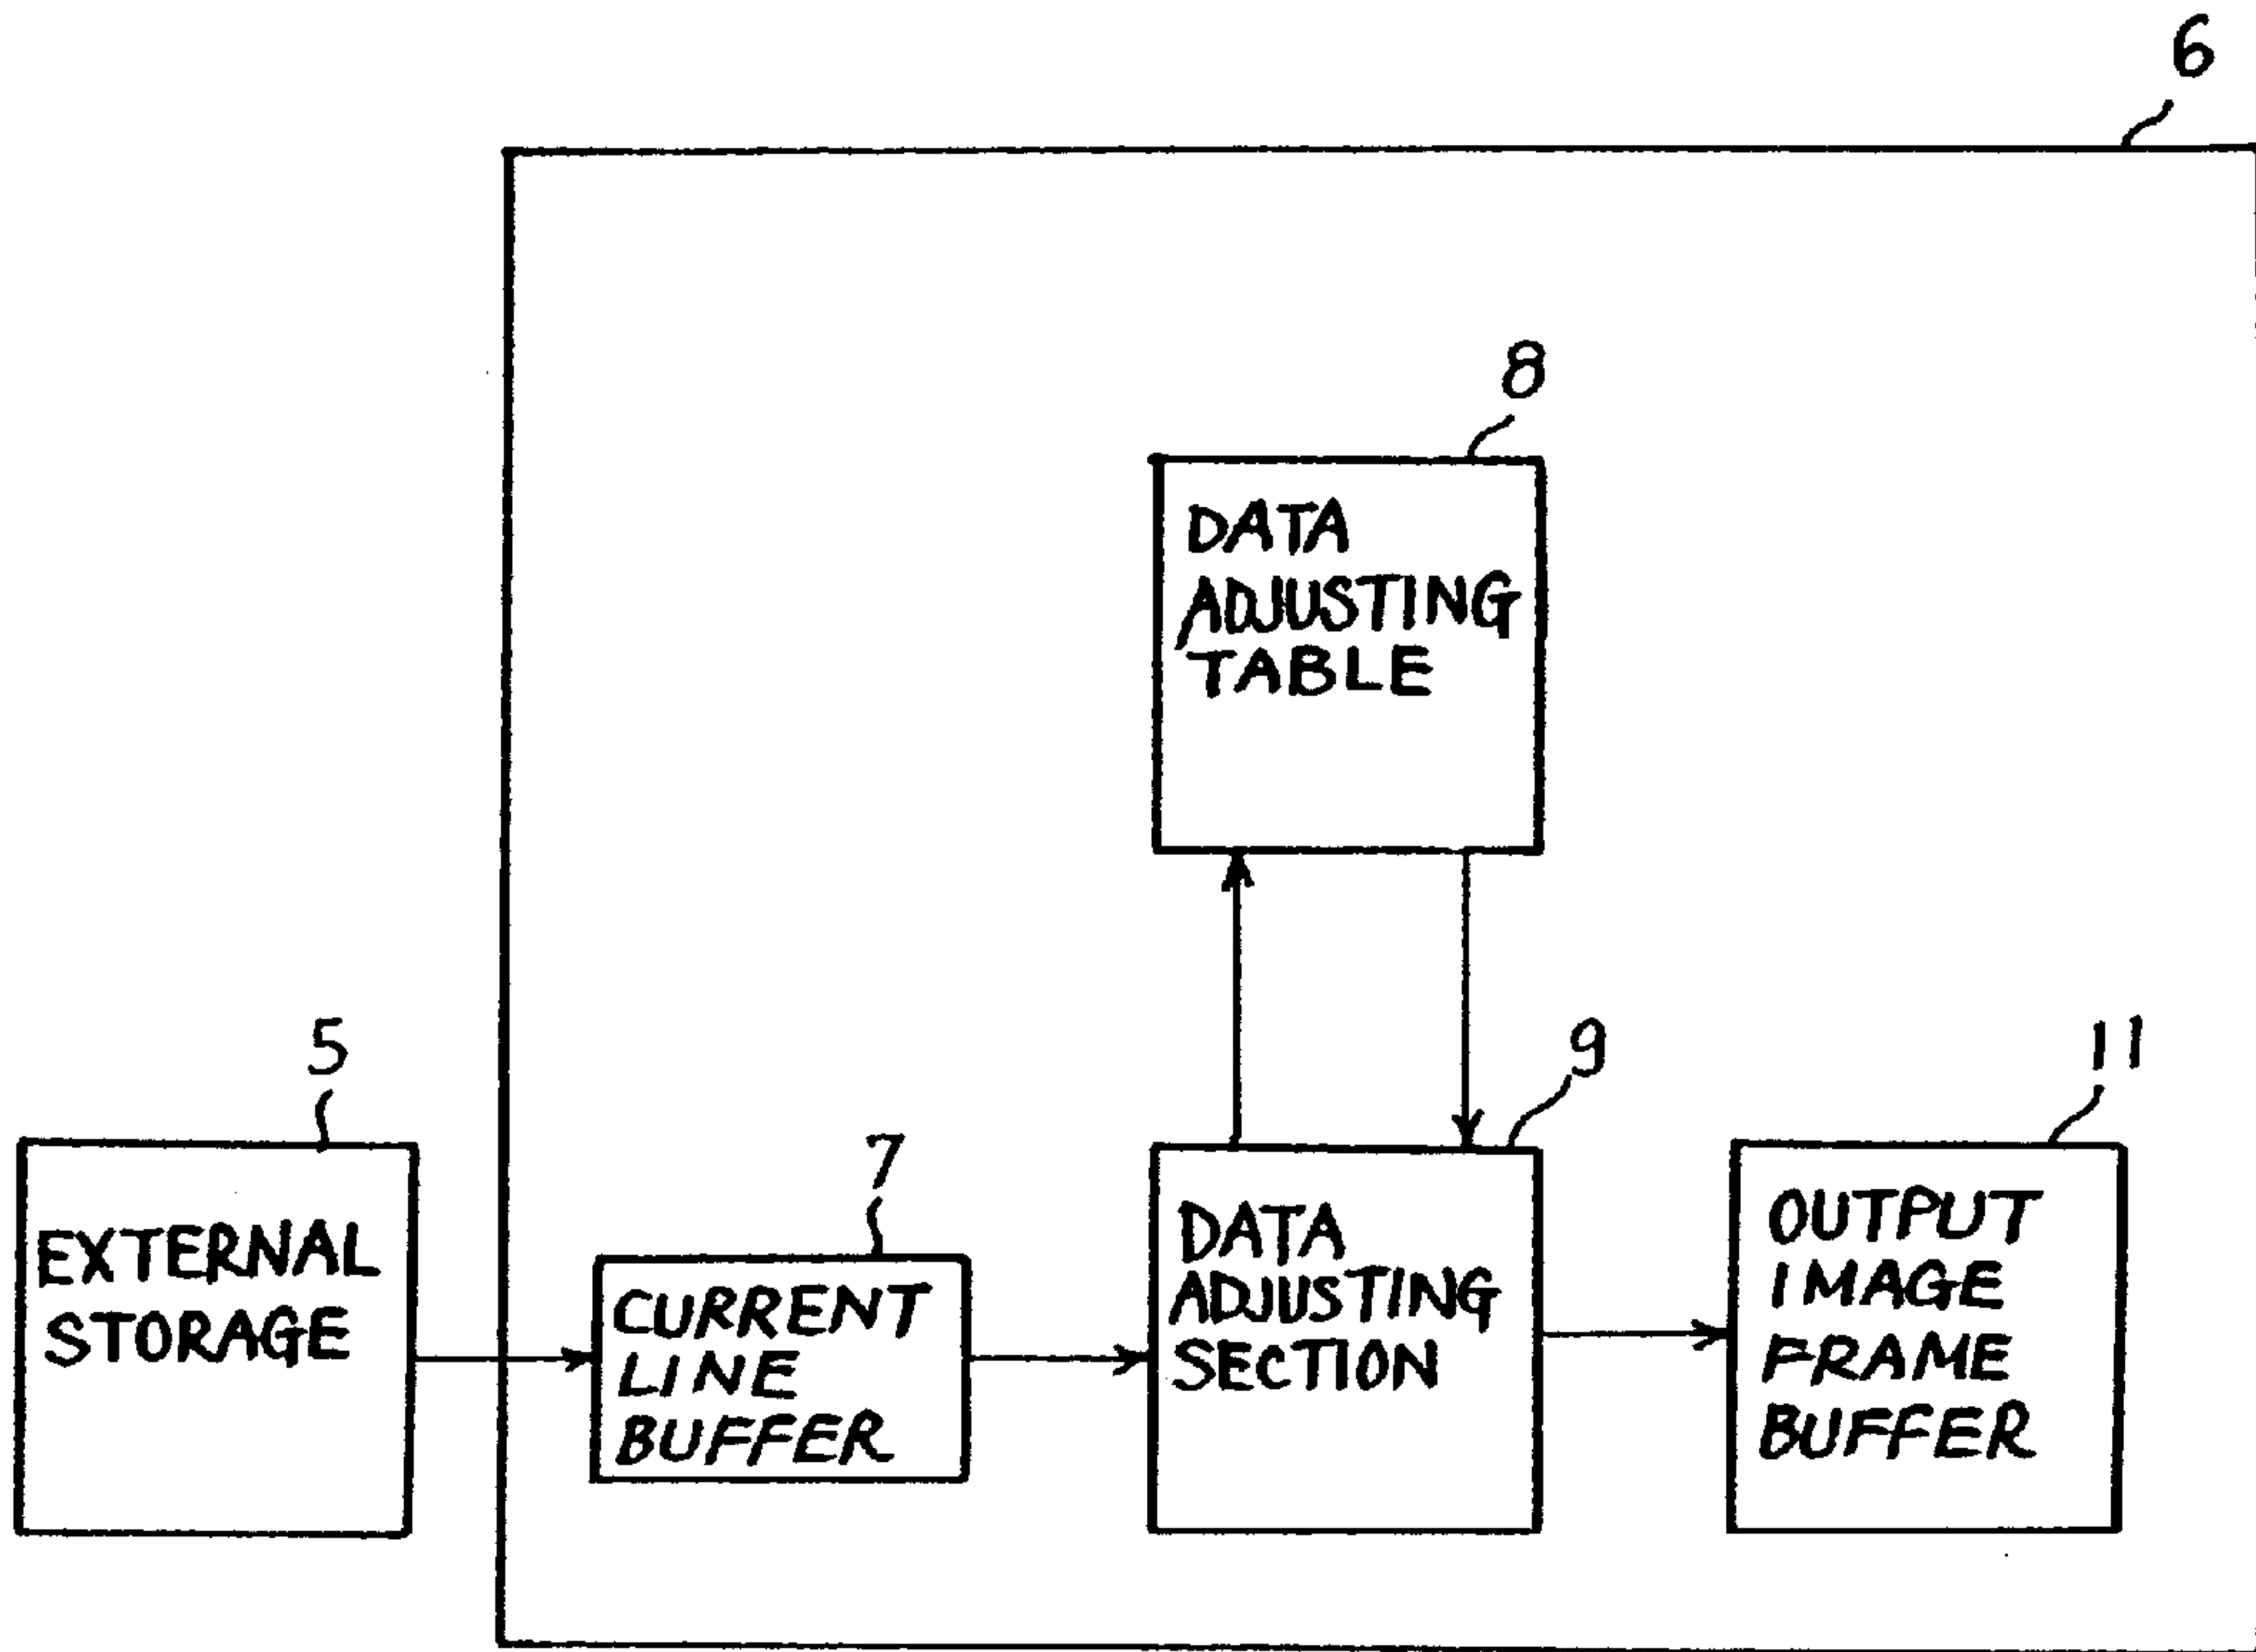 6
8
DATA
ADJUSTING
TABLE
5
EXTERNAL
STORAGE
7
CURRENT
LINE
BUFFER
9
DATA
ADJUSTING
SECTION
11
OUTPUT
IMAGE
FRAME
BUFFER